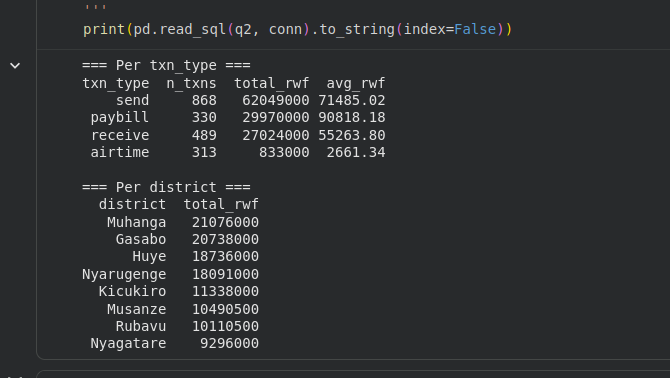 '''
print(pd.read_sql(q2, conn).to_string(index=False))
=== Per txn_type ===
txn_type  n_txns  total_rwf  avg_rwf
    send     868   62049000 71485.02
 paybill     330   29970000 90818.18
 receive     489   27024000 55263.80
 airtime     313     833000  2661.34
=== Per district ===
  district  total_rwf
   Muhanga   21076000
    Gasabo   20738000
      Huye   18736000
Nyarugenge   18091000
  Kicukiro   11338000
   Musanze   10490500
    Rubavu   10110500
 Nyagatare    9296000